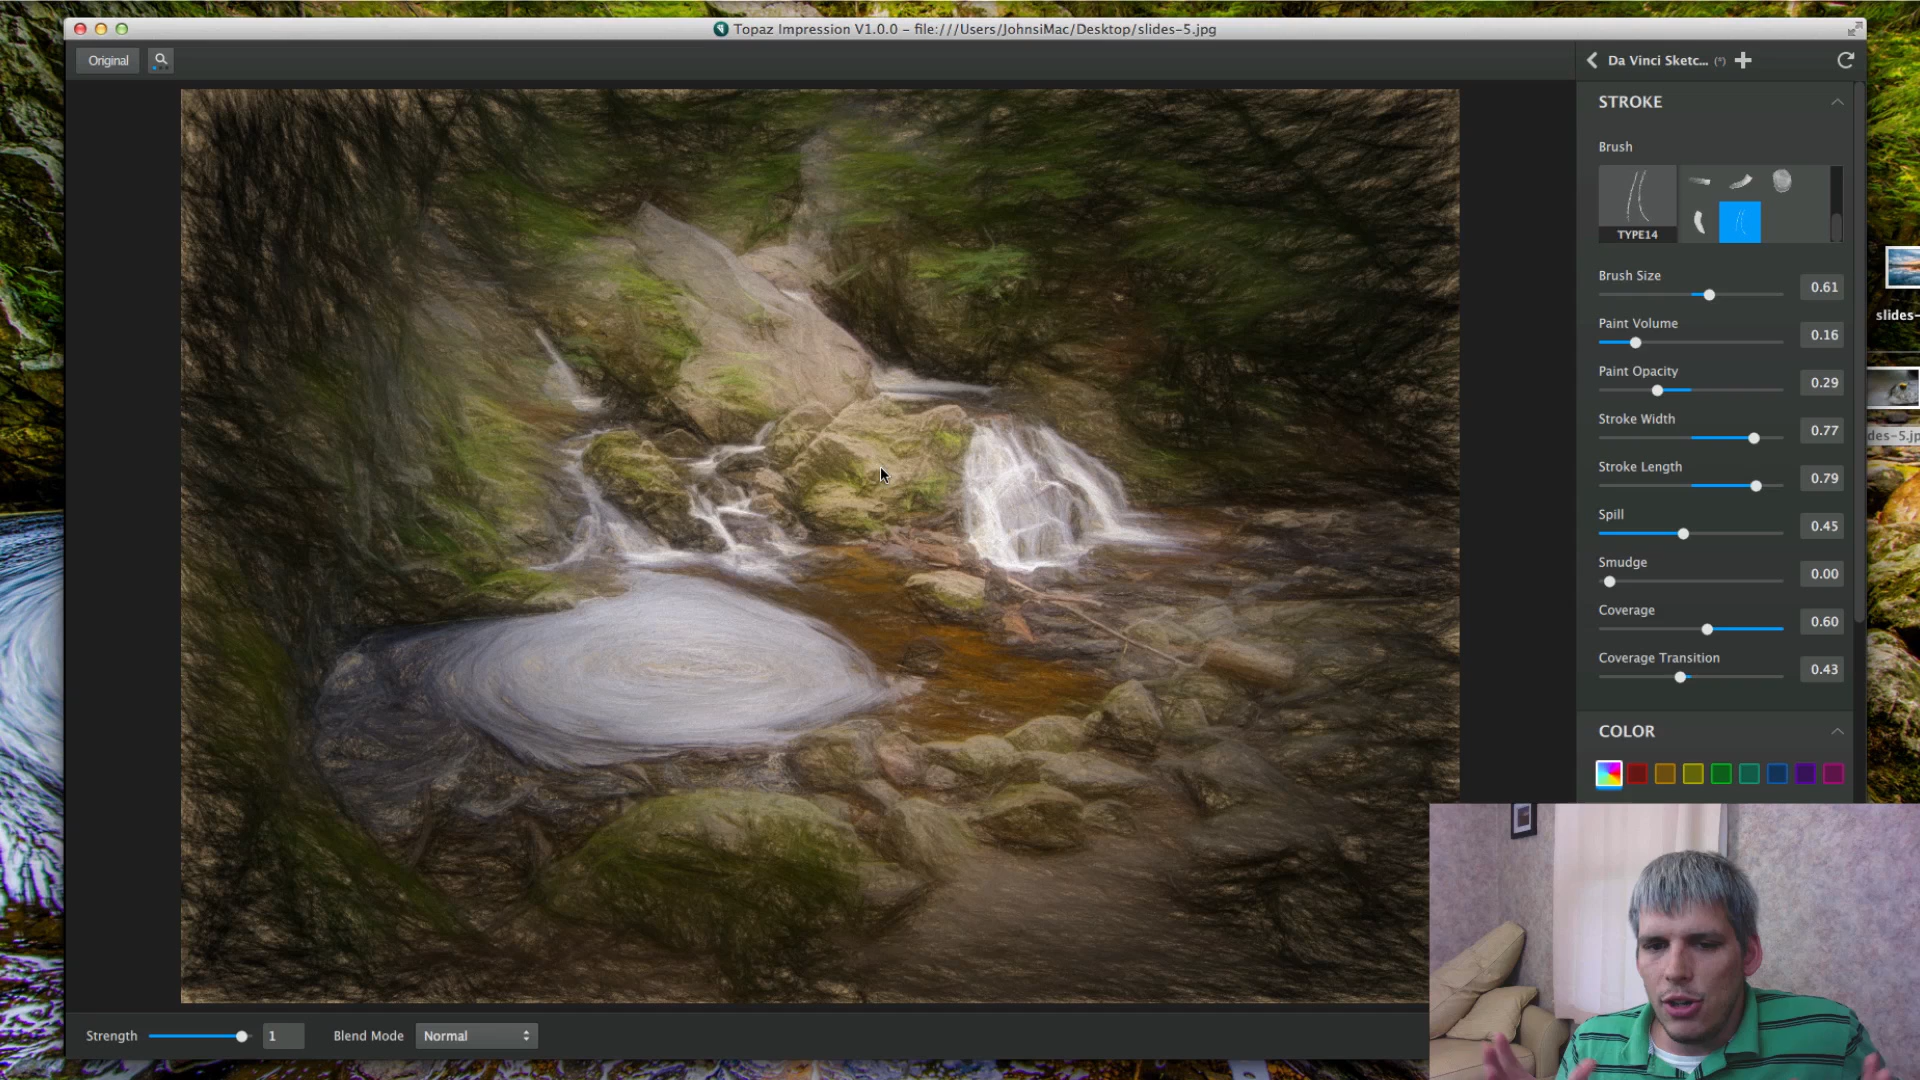 Topaz Impression V1.0.0 – file:///Users/JohnsiMac/Desktop/slides-5.jpg
Original
Da Vinci Sketc... (*)
STROKE
Brush
TYPE14
Brush Size
0.61
Paint Volume
0.16
Paint Opacity
0.29
Stroke Width
0.77
Stroke Length
0.79
Spill
0.45
Smudge
0.00
Coverage
0.60
Coverage Transition
0.43
COLOR
slides-
des-5.jp
Strength
1
Blend Mode
Normal